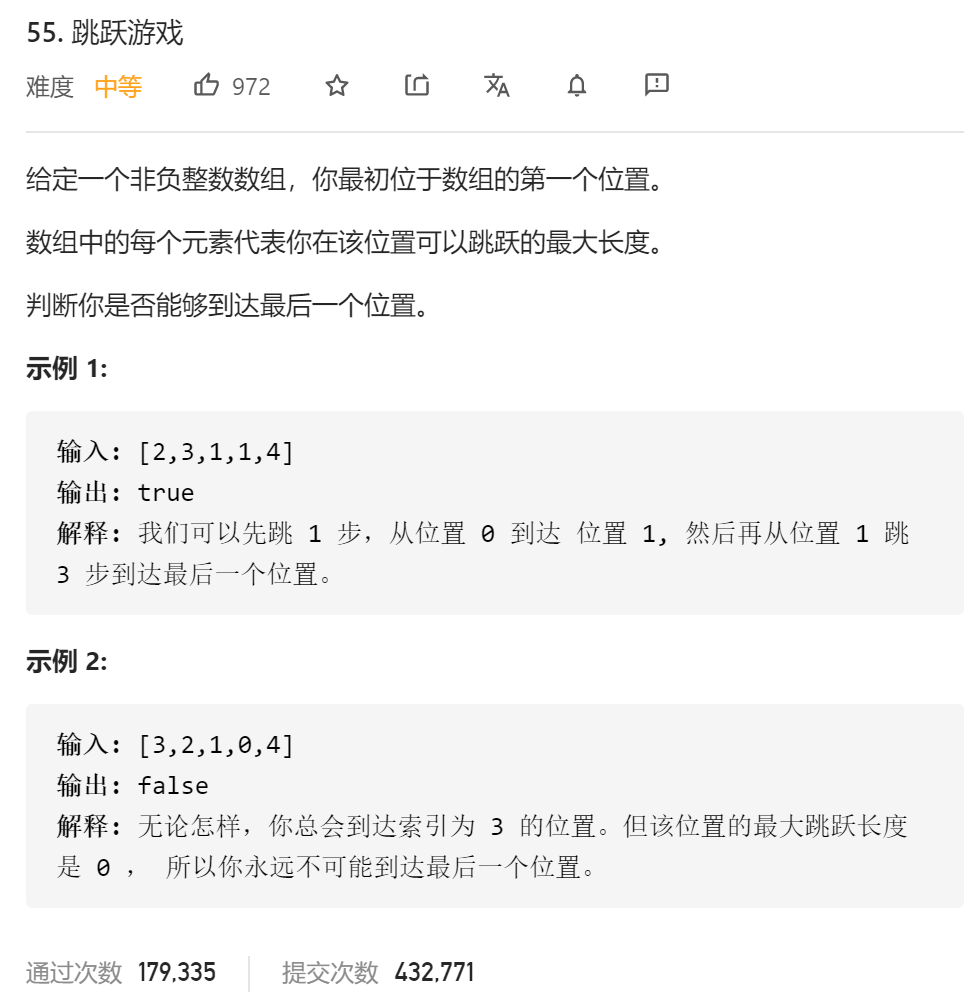 55. 跳跃游戏
难度 中等 972
给定一个非负整数数组，你最初位于数组的第一个位置。
数组中的每个元素代表你在该位置可以跳跃的最大长度。
判断你是否能够到达最后一个位置。
示例 1:
输入: [2,3,1,1,4]
输出: true
解释: 我们可以先跳 1 步，从位置 0 到达 位置 1, 然后再从位置 1 跳
3 步到达最后一个位置。
示例 2:
输入: [3,2,1,0,4]
输出: false
解释: 无论怎样，你总会到达索引为 3 的位置。但该位置的最大跳跃长度
是 0 ， 所以你永远不可能到达最后一个位置。
通过次数 179,335 提交次数 432,771